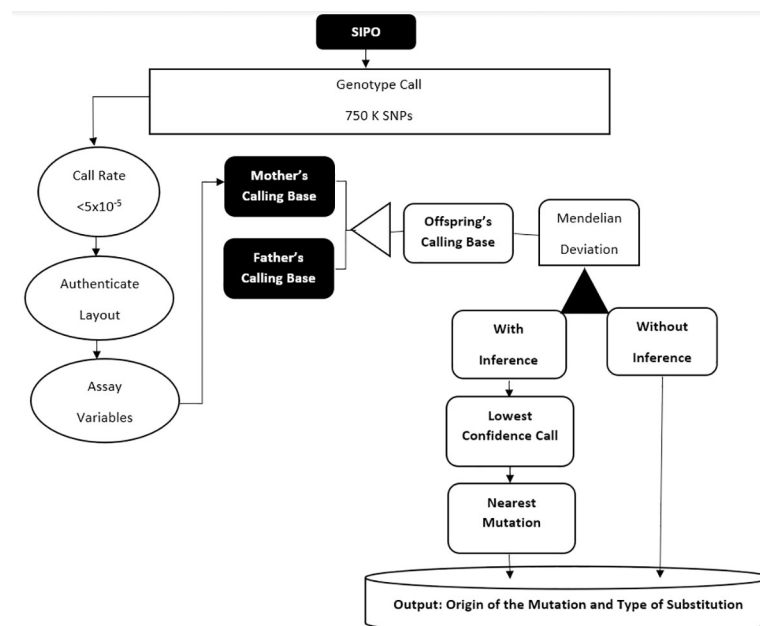 SIPO
Genotype Call
750 K SNPs
Call Rate
<5x10⁻⁵
Authenticate
Layout
Assay
Variables
Mother's
Calling Base
Father's
Calling Base
Offspring's
Calling Base
Mendelian
Deviation
With
Inference
Without
Inference
Lowest
Confidence Call
Nearest
Mutation
Output: Origin of the Mutation and Type of Substitution